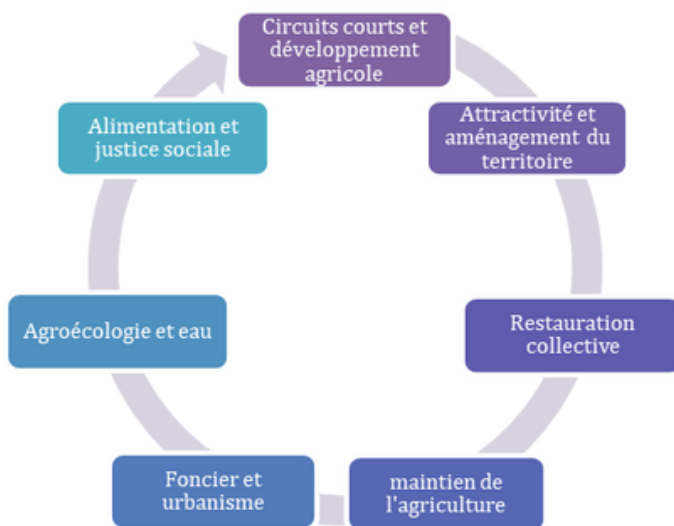 Circuits courts et
développement
agricole
Attractivité et
aménagement du
territoire
Restauration
collective
maintien de
l'agriculture
Foncier et
urbanisme
Agroécologie et eau
Alimentation et
justice sociale